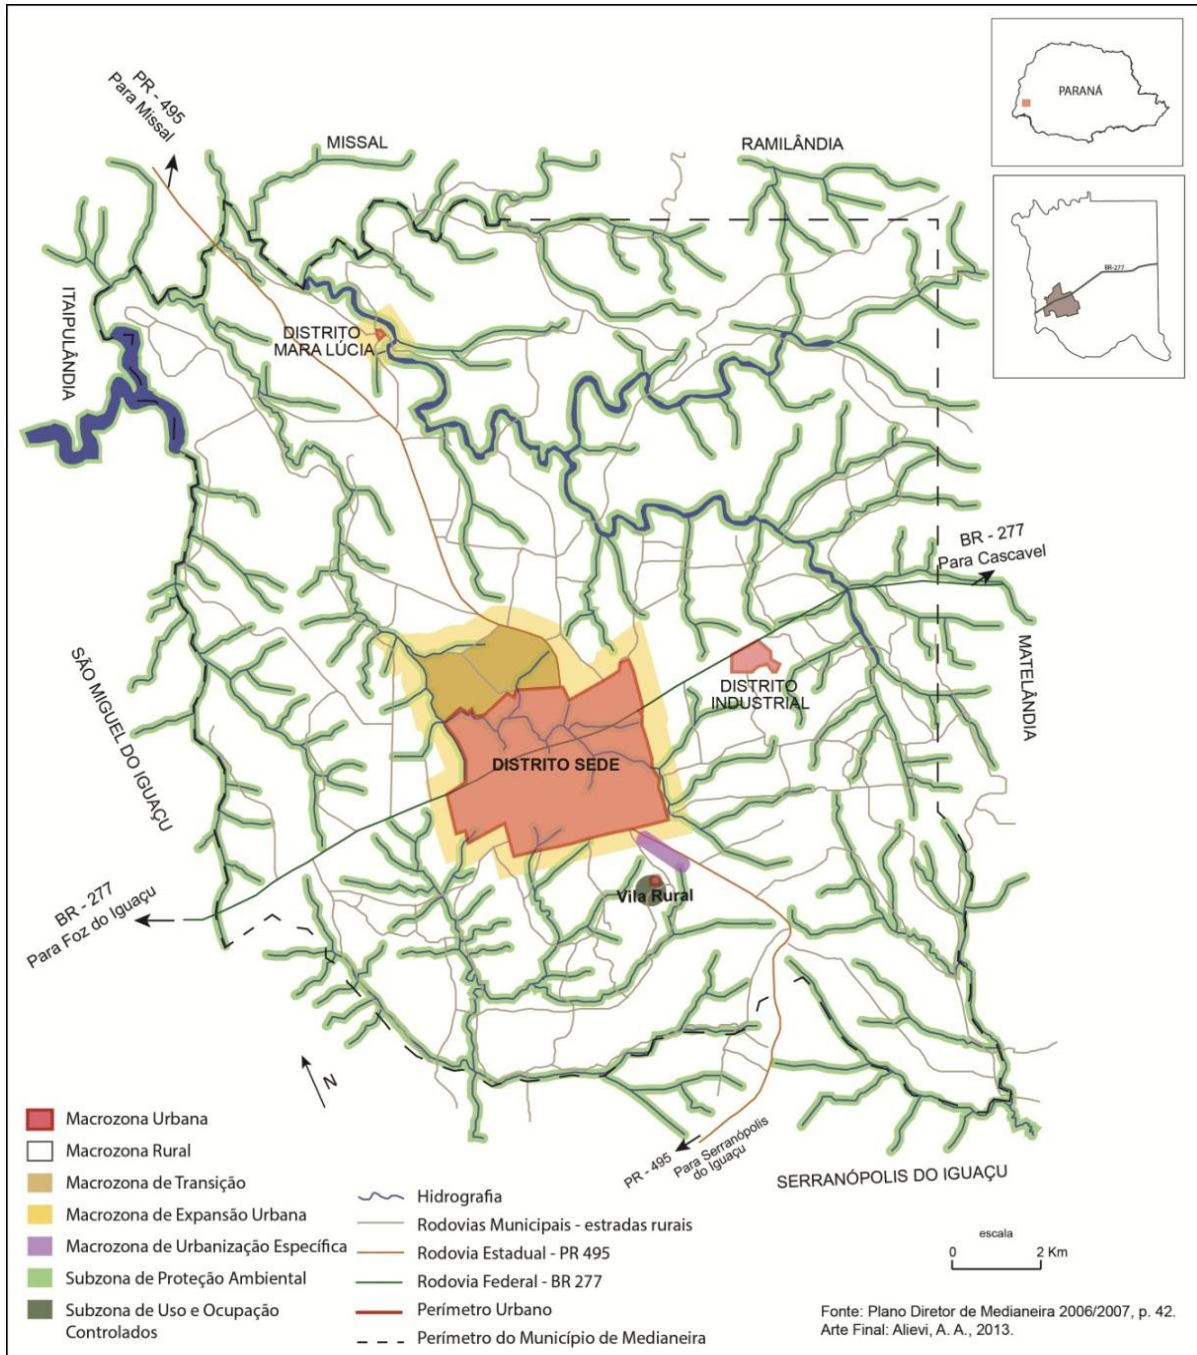 PR - 495
Para Missal
MISSAL
RAMILÂNDIA
PARANÁ
BR-277
ITAIPULÂNDIA
DISTRITO
MARA LÚCIA
BR - 277
Para Cascavel
SÃO MIGUEL DO IGUAÇU
MATELÂNDIA
DISTRITO
INDUSTRIAL
DISTRITO SEDE
Vila Rural
BR - 277
Para Foz do Iguaçu
N
PR - 495
Para Serranópolis
do Iguaçu
SERRANÓPOLIS DO IGUAÇU
Macrozona Urbana
Macrozona Rural
Macrozona de Transição
Macrozona de Expansão Urbana
Macrozona de Urbanização Específica
Subzona de Proteção Ambiental
Subzona de Uso e Ocupação
Controlados
Hidrografia
Rodovias Municipais - estradas rurais
Rodovia Estadual - PR 495
Rodovia Federal - BR 277
Perímetro Urbano
Perímetro do Município de Medianeira
escala
0 2 Km
Fonte: Plano Diretor de Medianeira 2006/2007, p. 42.
Arte Final: Alievi, A. A., 2013.